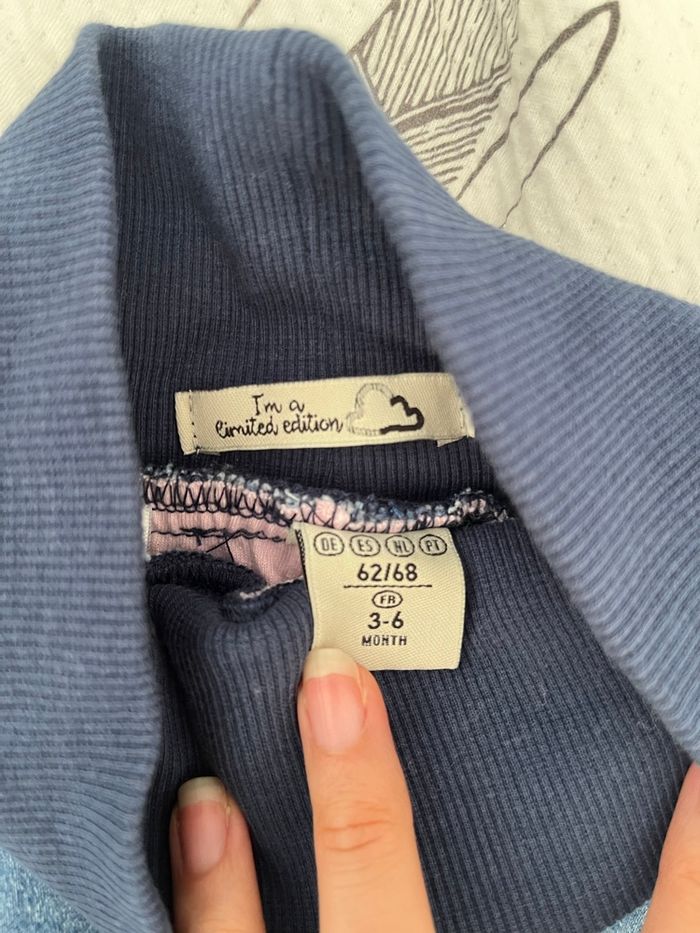 I'm a
limited edition
DE ES NL PT
62/68
FR
3-6
MONTH